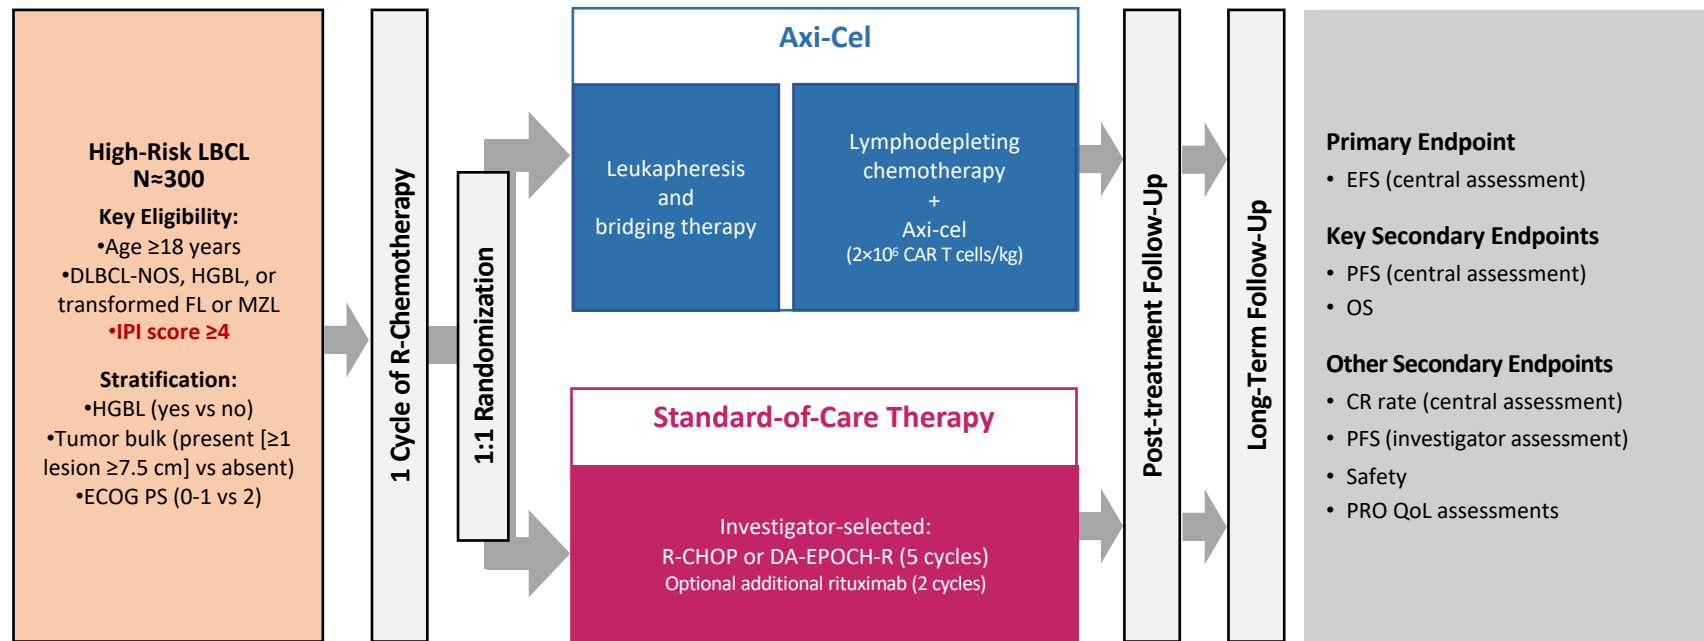 High-Risk LBCL
N≈300
Key Eligibility:
•Age ≥18 years
•DLBCL-NOS, HGBL, or
transformed FL or MZL
•IPI score ≥4
Stratification:
•HGBL (yes vs no)
•Tumor bulk (present [≥1
lesion ≥7.5 cm] vs absent)
•ECOG PS (0-1 vs 2)
1 Cycle of R-Chemotherapy
1:1 Randomization
Axi-Cel
Leukapheresis
and
bridging therapy
Lymphodepleting
chemotherapy
+
Axi-cel
(2×10⁶ CAR T cells/kg)
Standard-of-Care Therapy
Investigator-selected:
R-CHOP or DA-EPOCH-R (5 cycles)
Optional additional rituximab (2 cycles)
Post-treatment Follow-Up
Long-Term Follow-Up
Primary Endpoint
• EFS (central assessment)
Key Secondary Endpoints
• PFS (central assessment)
• OS
Other Secondary Endpoints
• CR rate (central assessment)
• PFS (investigator assessment)
• Safety
• PRO QoL assessments